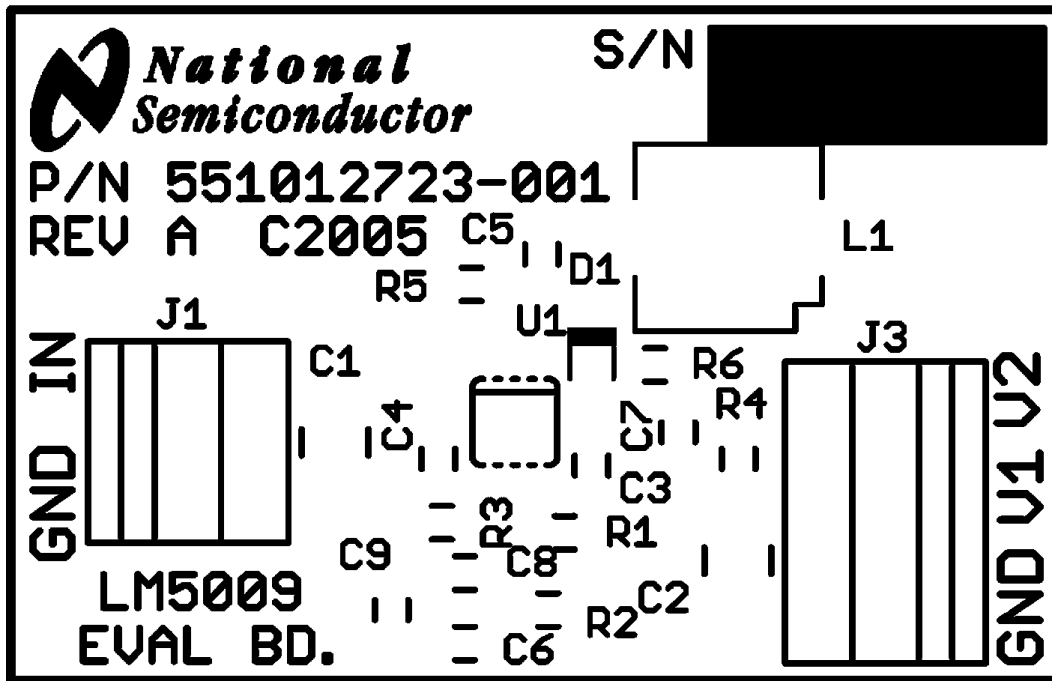 National
Semiconductor
S/N
P/N 551012723-001
REV A C2005
C5
D1
L1
R5
J1
U1
J3
IN
C1
R6
V2
C4
C7
R4
GND
V1
C3
R3
R1
C9
C8
LM5009
C2
GND
R2
EVAL BD.
C6